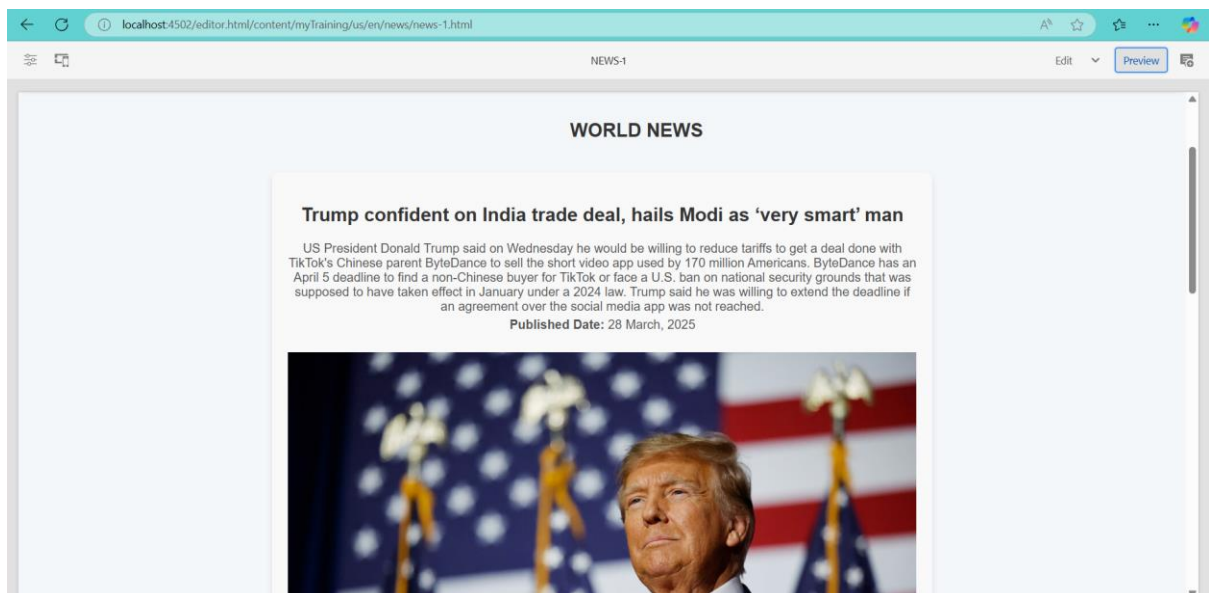 localhost:4502/editor.html/content/myTraining/us/en/news/news-1.html
NEWS-1
Edit
Preview
WORLD NEWS
Trump confident on India trade deal, hails Modi as ‘very smart’ man
US President Donald Trump said on Wednesday he would be willing to reduce tariffs to get a deal done with
TikTok's Chinese parent ByteDance to sell the short video app used by 170 million Americans. ByteDance has an
April 5 deadline to find a non-Chinese buyer for TikTok or face a U.S. ban on national security grounds that was
supposed to have taken effect in January under a 2024 law. Trump said he was willing to extend the deadline if
an agreement over the social media app was not reached.
Published Date: 28 March, 2025